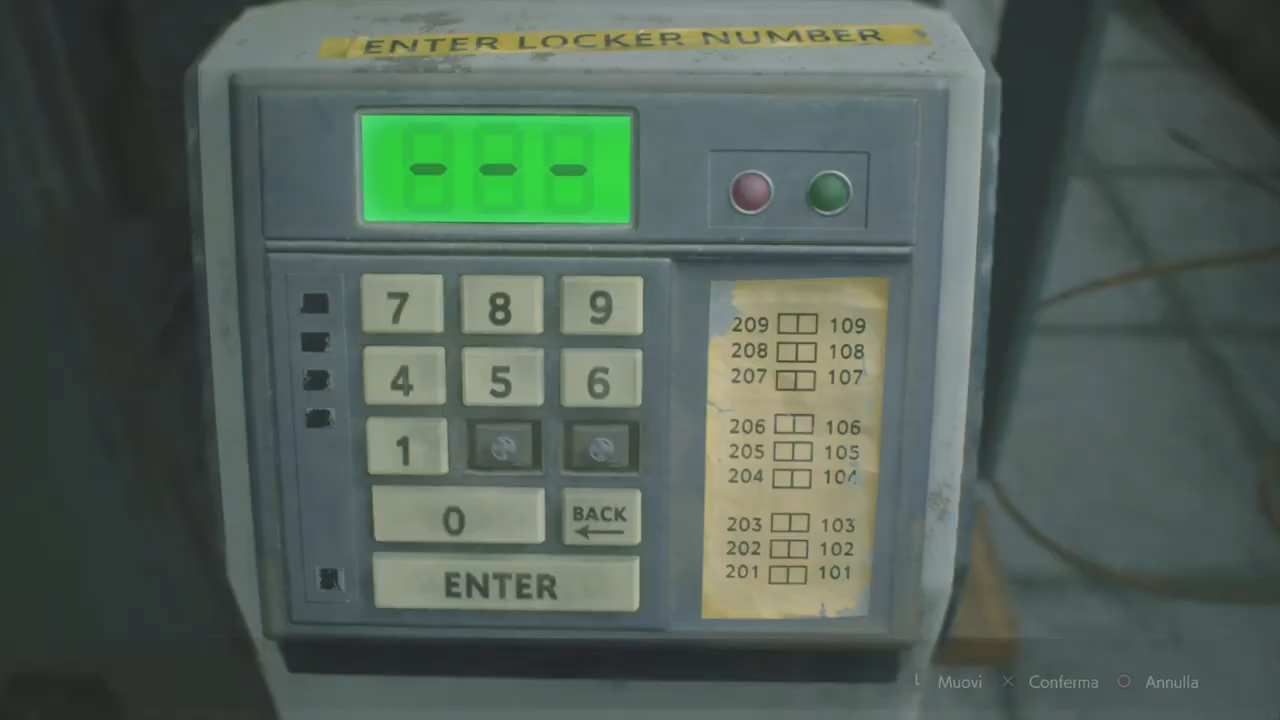 ENTER LOCKER NUMBER
- - -
7 8 9
4 5 6
1
0 BACK
ENTER
209 109
208 108
207 107
206 106
205 105
204 104
203 103
202 102
201 101
Muovi Conferma Annulla